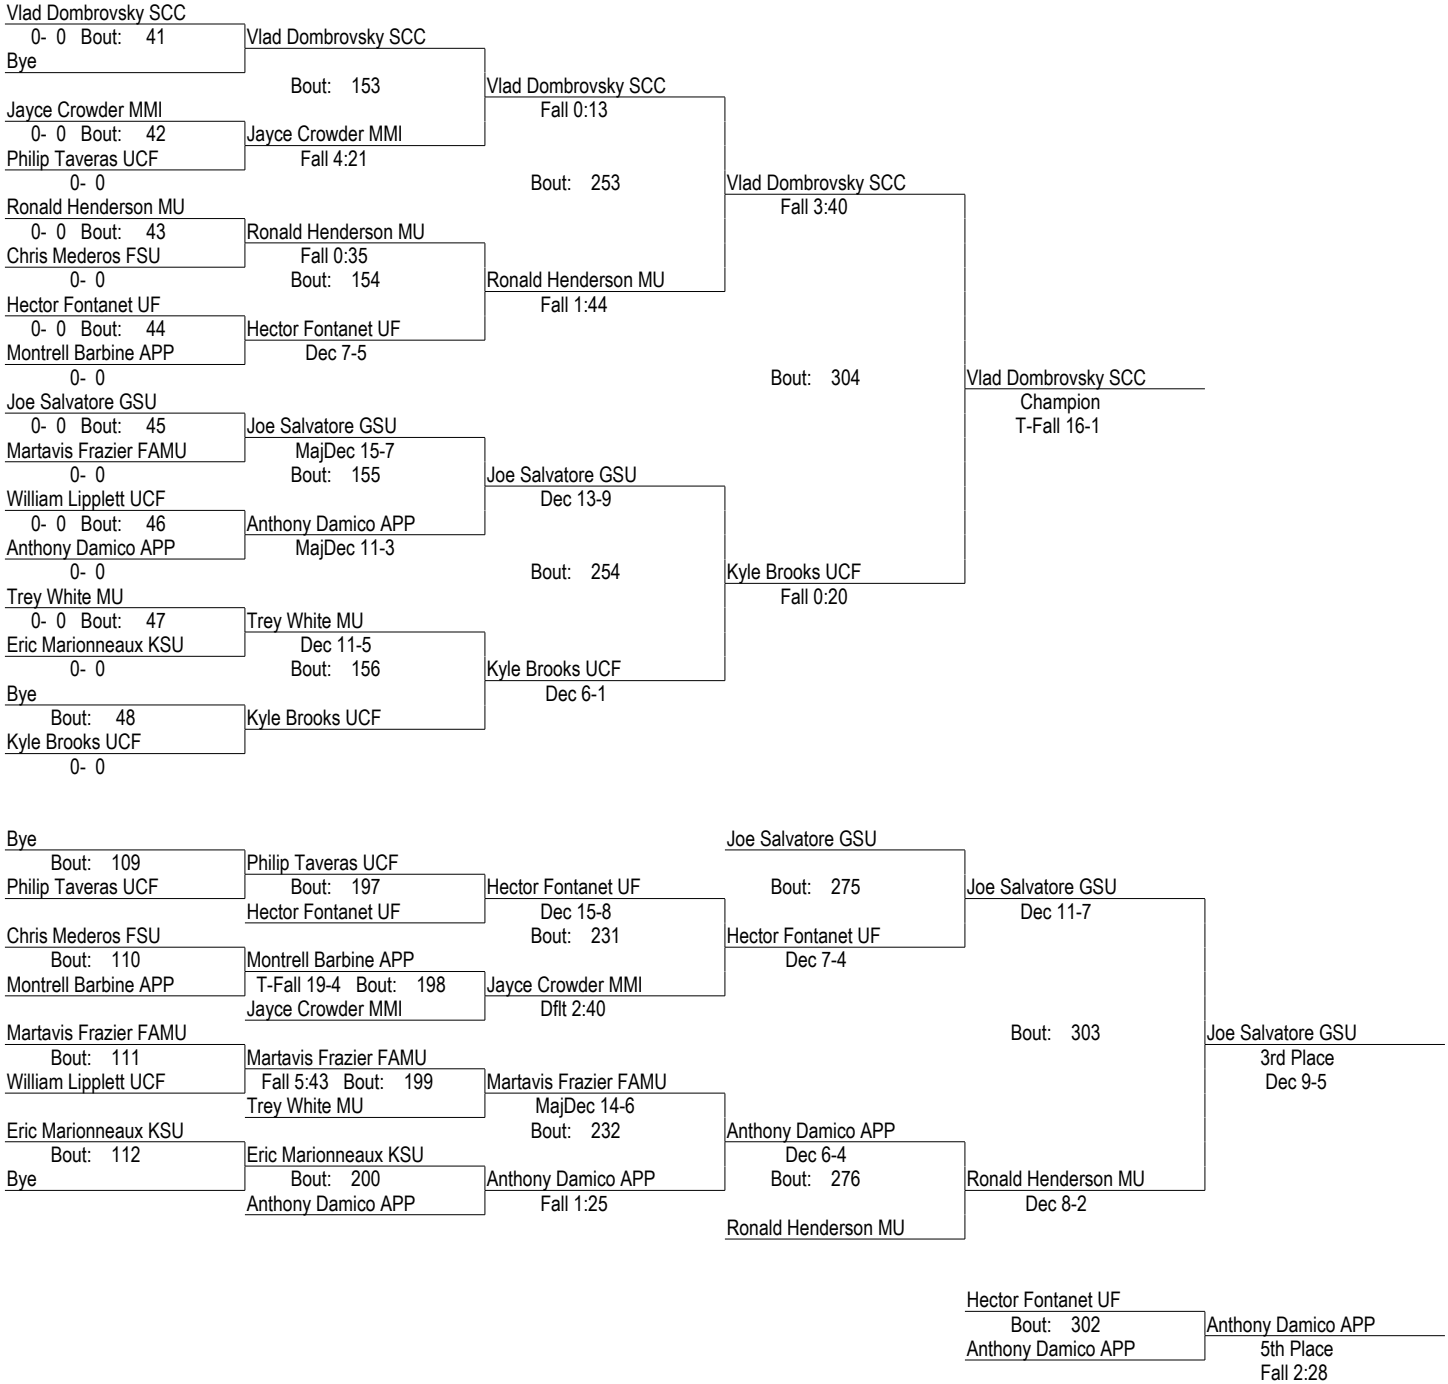 Vlad Dombrovsky SCC
0- 0 Bout: 41 Vlad Dombrovsky SCC
Bye
Bout: 153 Vlad Dombrovsky SCC
Jayce Crowder MMI Fall 0:13
0- 0 Bout: 42 Jayce Crowder MMI
Philip Taveras UCF Fall 4:21
0- 0 Bout: 253 Vlad Dombrovsky SCC
Ronald Henderson MU Fall 3:40
0- 0 Bout: 43 Ronald Henderson MU
Chris Mederos FSU Fall 0:35
0- 0 Bout: 154 Ronald Henderson MU
Hector Fontanet UF Fall 1:44
0- 0 Bout: 44 Hector Fontanet UF
Montrell Barbine APP Dec 7-5
0- 0 Bout: 304 Vlad Dombrovsky SCC
Joe Salvatore GSU Champion
0- 0 Bout: 45 Joe Salvatore GSU T-Fall 16-1
Martavis Frazier FAMU MajDec 15-7
0- 0 Bout: 155 Joe Salvatore GSU
William Lipplett UCF Dec 13-9
0- 0 Bout: 46 Anthony Damico APP
Anthony Damico APP MajDec 11-3
0- 0 Bout: 254 Kyle Brooks UCF
Trey White MU Fall 0:20
0- 0 Bout: 47 Trey White MU
Eric Marionneaux KSU Dec 11-5
0- 0 Bout: 156 Kyle Brooks UCF
Bye Dec 6-1
Bout: 48 Kyle Brooks UCF
Kyle Brooks UCF
0- 0
Bye Joe Salvatore GSU
Bout: 109 Philip Taveras UCF
Philip Taveras UCF Bout: 197 Hector Fontanet UF Bout: 275 Joe Salvatore GSU
Hector Fontanet UF Dec 15-8 Dec 11-7
Chris Mederos FSU Bout: 231 Hector Fontanet UF
Bout: 110 Montrell Barbine APP Dec 7-4
Montrell Barbine APP T-Fall 19-4 Bout: 198 Jayce Crowder MMI
Jayce Crowder MMI Dflt 2:40
Martavis Frazier FAMU Bout: 303 Joe Salvatore GSU
Bout: 111 Martavis Frazier FAMU 3rd Place
William Lipplett UCF Fall 5:43 Bout: 199 Martavis Frazier FAMU Dec 9-5
Trey White MU MajDec 14-6
Eric Marionneaux KSU Bout: 232 Anthony Damico APP
Bout: 112 Eric Marionneaux KSU Dec 6-4
Bye Bout: 200 Anthony Damico APP Bout: 276 Ronald Henderson MU
Anthony Damico APP Fall 1:25 Dec 8-2
Ronald Henderson MU
Hector Fontanet UF
Bout: 302 Anthony Damico APP
Anthony Damico APP 5th Place
Fall 2:28